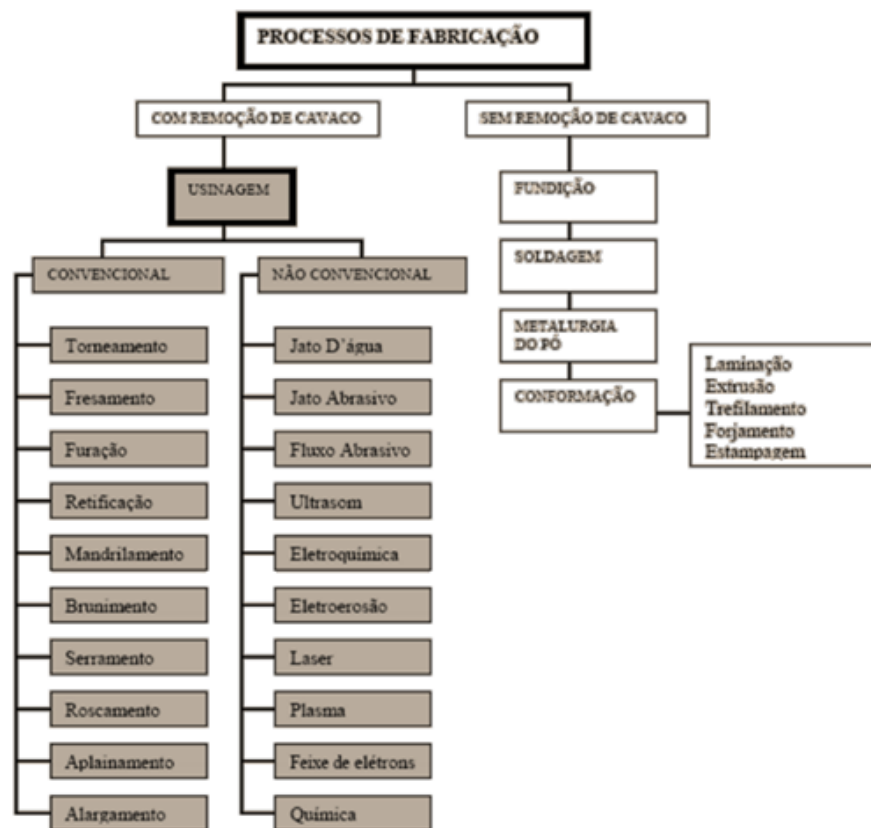 PROCESSOS DE FABRICAÇÃO
COM REMOÇÃO DE CAVACO
SEM REMOÇÃO DE CAVACO
USINAGEM
CONVENCIONAL
NÃO CONVENCIONAL
Torneamento
Fresamento
Furação
Retificação
Mandrilamento
Brunimento
Serramento
Roscamento
Aplainamento
Alargamento
Jato D'água
Jato Abrasivo
Fluxo Abrasivo
Ultrasom
Eletroquímica
Eletroerosão
Laser
Plasma
Feixe de elétrons
Química
FUNDIÇÃO
SOLDAGEM
METALURGIA
DO PÓ
CONFORMAÇÃO
Laminação
Extrusão
Trefilamento
Forjamento
Estampagem